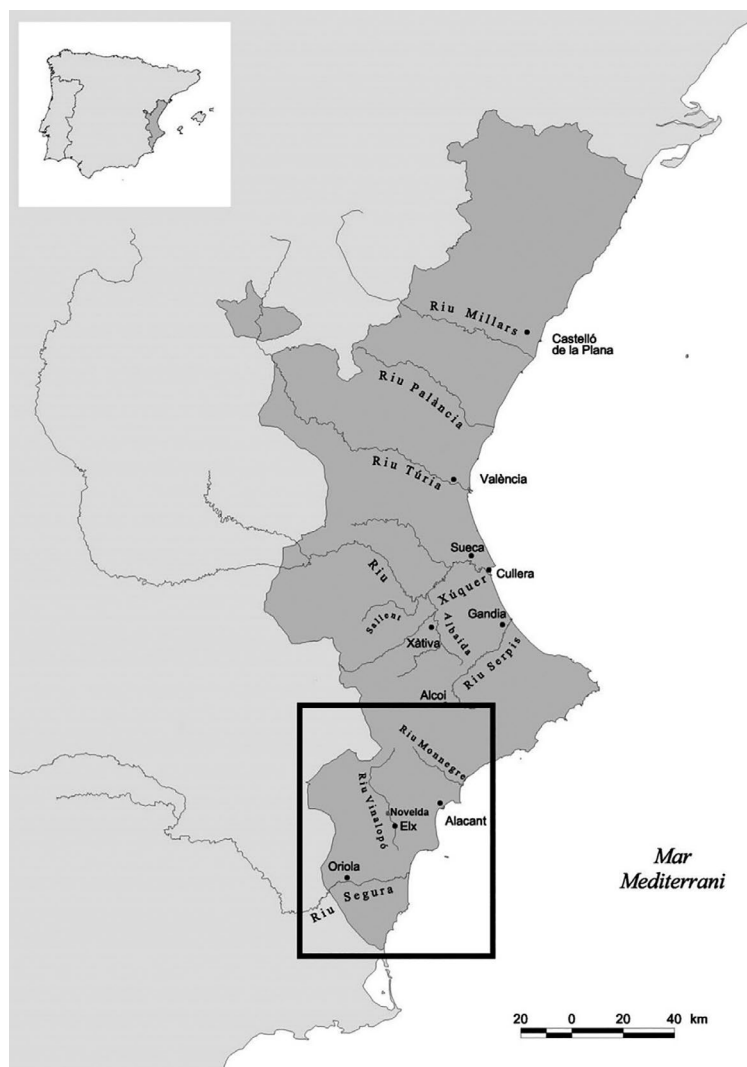 Riu Millars
Castelló
de la Plana
Riu Palància
Riu Túria
València
Sueca
Cullera
Riu
Xúquer
Gandia
Sallent
Albaida
Xàtiva
Riu Serpis
Alcoi
Riu Monnegre
Riu Vinalopó
Novelda
Alacant
Elx
Mar
Mediterrani
Oriola
Riu Segura
20 0 20 40 km